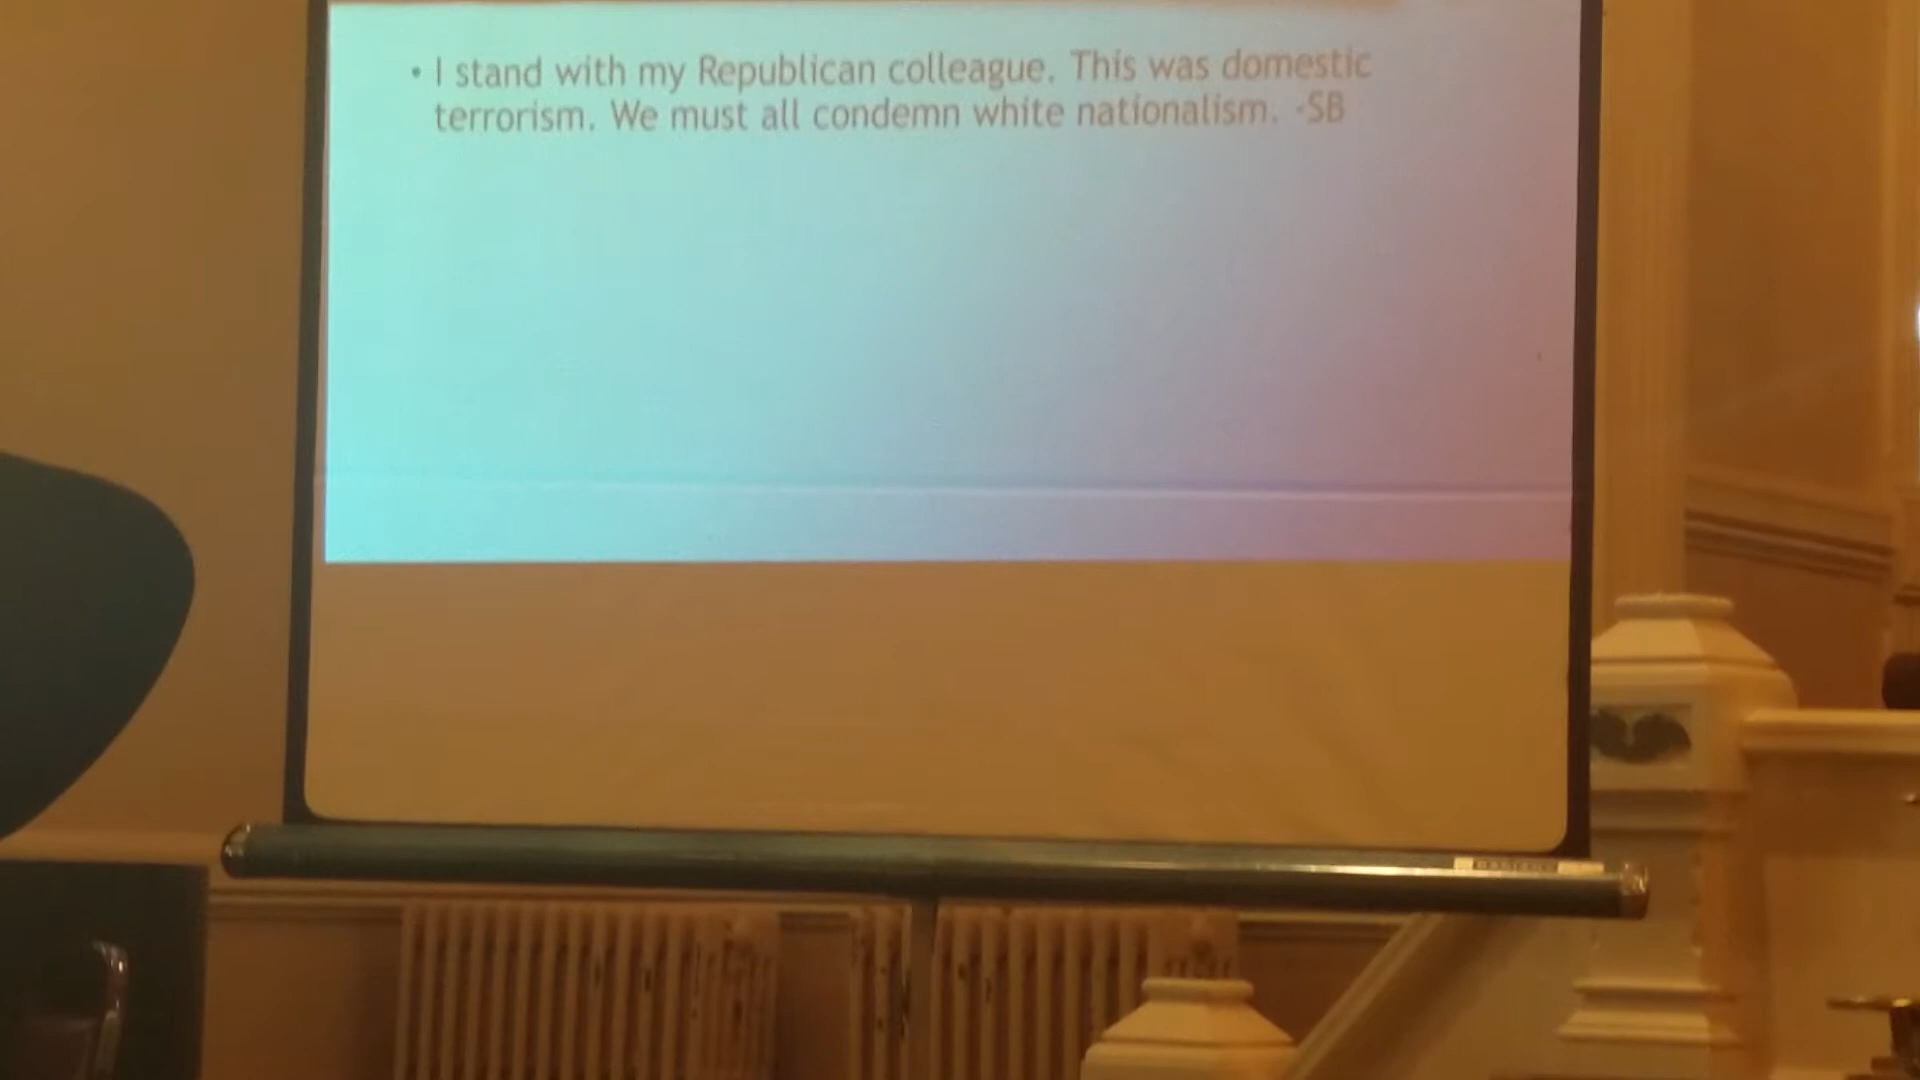 • I stand with my Republican colleague. This was domestic
terrorism. We must all condemn white nationalism. -SB